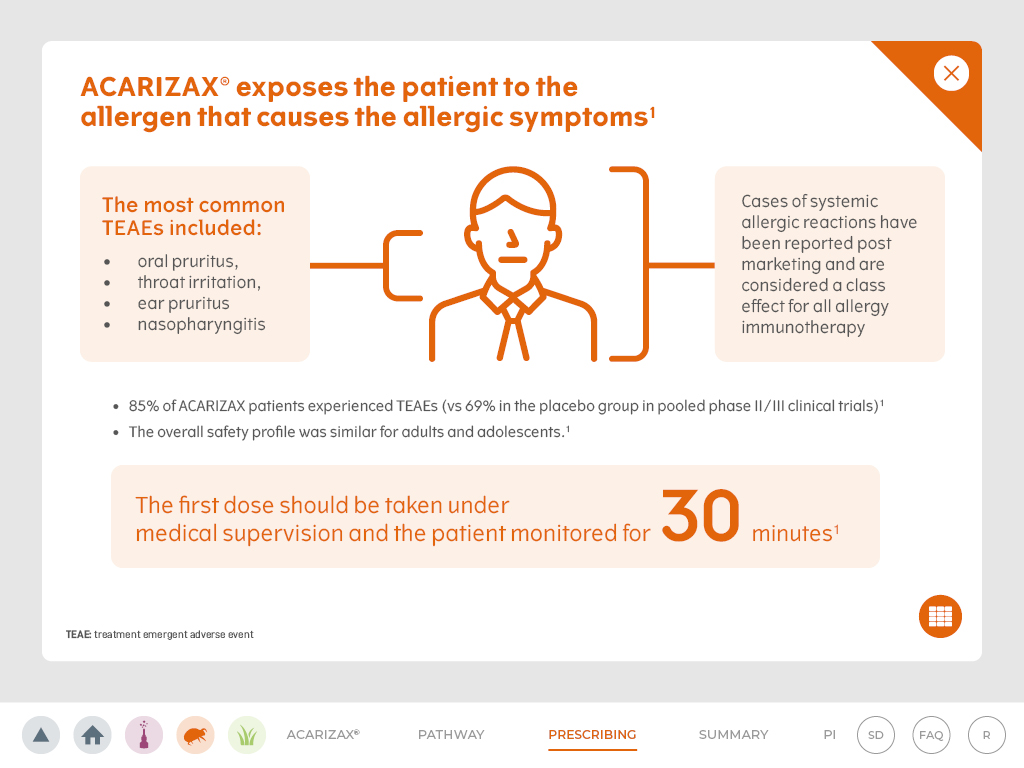 ACARIZAX® exposes the patient to the
allergen that causes the allergic symptoms¹
The most common
TEAEs included:
• oral pruritus,
• throat irritation,
• ear pruritus
• nasopharyngitis
Cases of systemic
allergic reactions have
been reported post
marketing and are
considered a class
effect for all allergy
immunotherapy
• 85% of ACARIZAX patients experienced TEAEs (vs 69% in the placebo group in pooled phase II/III clinical trials)¹
• The overall safety profile was similar for adults and adolescents.¹
The first dose should be taken under
medical supervision and the patient monitored for 30 minutes¹
TEAE: treatment emergent adverse event
ACARIZAX® PATHWAY PRESCRIBING SUMMARY PI SD FAQ R